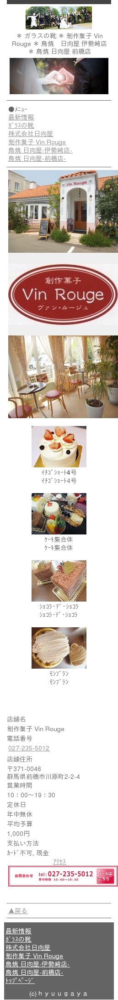 ＊ ガラスの靴 ＊ 創作菓子 Vin
Rouge ＊ 鳥焼　日向屋 伊勢崎店
＊ 鳥焼 日向屋 前橋店
●ﾒﾆｭｰ
最新情報
ｶﾞﾗｽの靴
株式会社日向屋
創作菓子 Vin Rouge
鳥焼 日向屋-伊勢崎店-
鳥焼 日向屋-前橋店-
Vin Rouge
創作菓子
Vin Rouge
ヴァン・ルージュ
ｲﾁｺﾞｼｮｰﾄ4号
ｲﾁｺﾞｼｮｰﾄ4号
ｹｰｷ集合体
ｹｰｷ集合体
ｼｮｺﾗ･ﾃﾞ･ｼｮｺﾗ
ｼｮｺﾗ･ﾃﾞ･ｼｮｺﾗ
ﾓﾝﾌﾞﾗﾝ
ﾓﾝﾌﾞﾗﾝ
店舗名
創作菓子 Vin Rouge
電話番号
027-235-5012
店舗住所
〒371-0046
群馬県前橋市川原町2-2-4
営業時間
10：00～19：30
定休日
年中無休
平均予算
1,000円
支払い方法
ｶｰﾄﾞ不可, 現金
ｱｸｾｽ
お問合わせ tel：027-235-5012 メールは
受付時間 10：00～19：30 こちら
▲戻る
最新情報
ｶﾞﾗｽの靴
株式会社日向屋
創作菓子 Vin Rouge
鳥焼 日向屋-伊勢崎店-
鳥焼 日向屋-前橋店-
ﾄｯﾌﾟﾍﾟｰｼﾞ
(c)ｈｙｕｕｇａｙａ